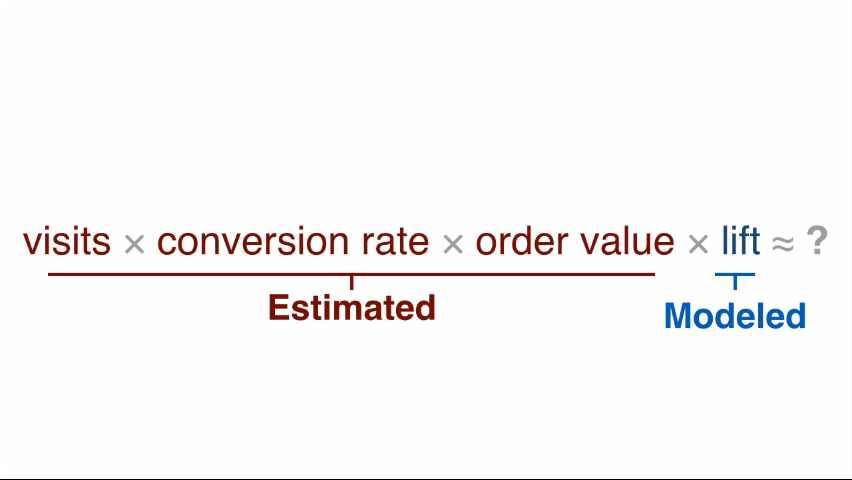 visits × conversion rate × order value × lift ≈ ?
Estimated
Modeled